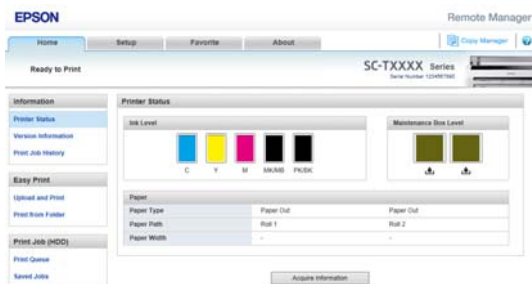 EPSON
Remote Manager
Home Setup Favorite About
Copy Manager
Ready to Print
SC-TXXXX Series
Serial Number 1234567890
Information
Printer Status
Version Information
Print Job History
Easy Print
Upload and Print
Print from Folder
Print Job (HDD)
Print Queue
Saved Jobs
Printer Status
Ink Level
Maintenance Box Level
C Y M MK/MB PK/BK
Paper
Paper Type Paper Out Paper Out
Paper Path Roll 1 Roll 2
Paper Width - -
Acquire Information